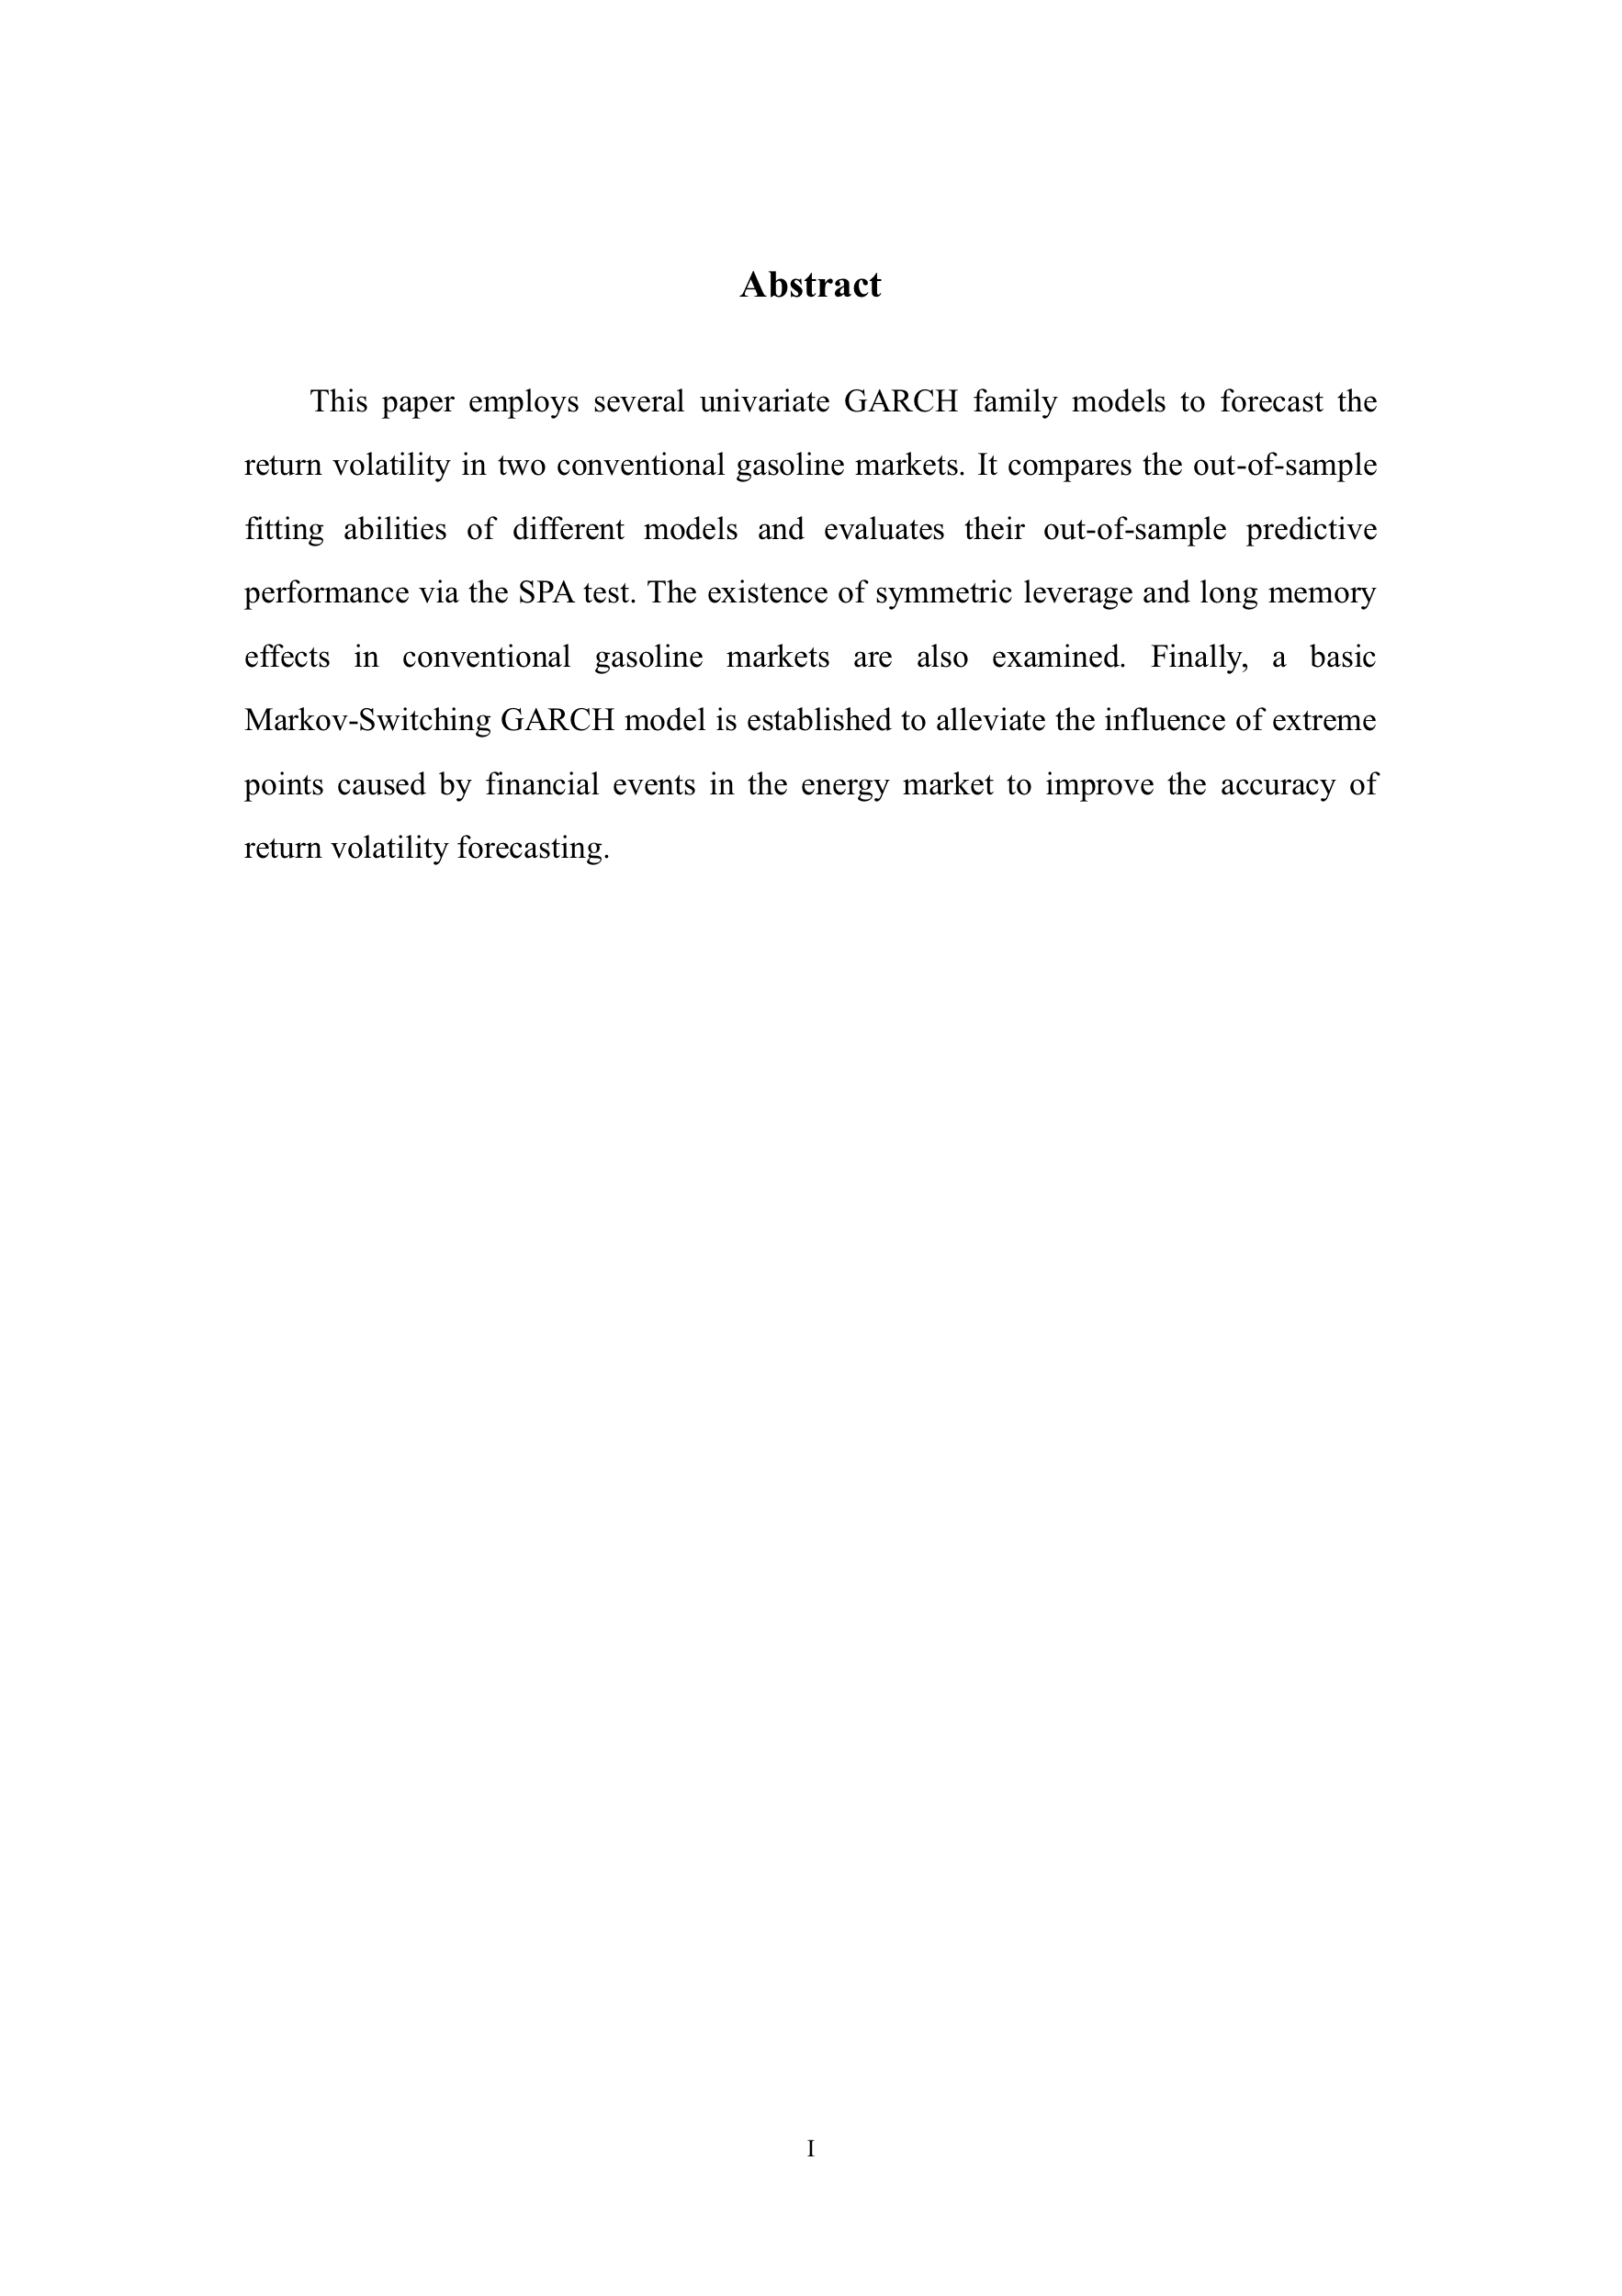 Abstract
This paper employs several univariate GARCH family models to forecast the
return volatility in two conventional gasoline markets. It compares the out-of-sample
fitting abilities of different models and evaluates their out-of-sample predictive
performance via the SPA test. The existence of symmetric leverage and long memory
effects in conventional gasoline markets are also examined. Finally, a basic
Markov-Switching GARCH model is established to alleviate the influence of extreme
points caused by financial events in the energy market to improve the accuracy of
return volatility forecasting.
I